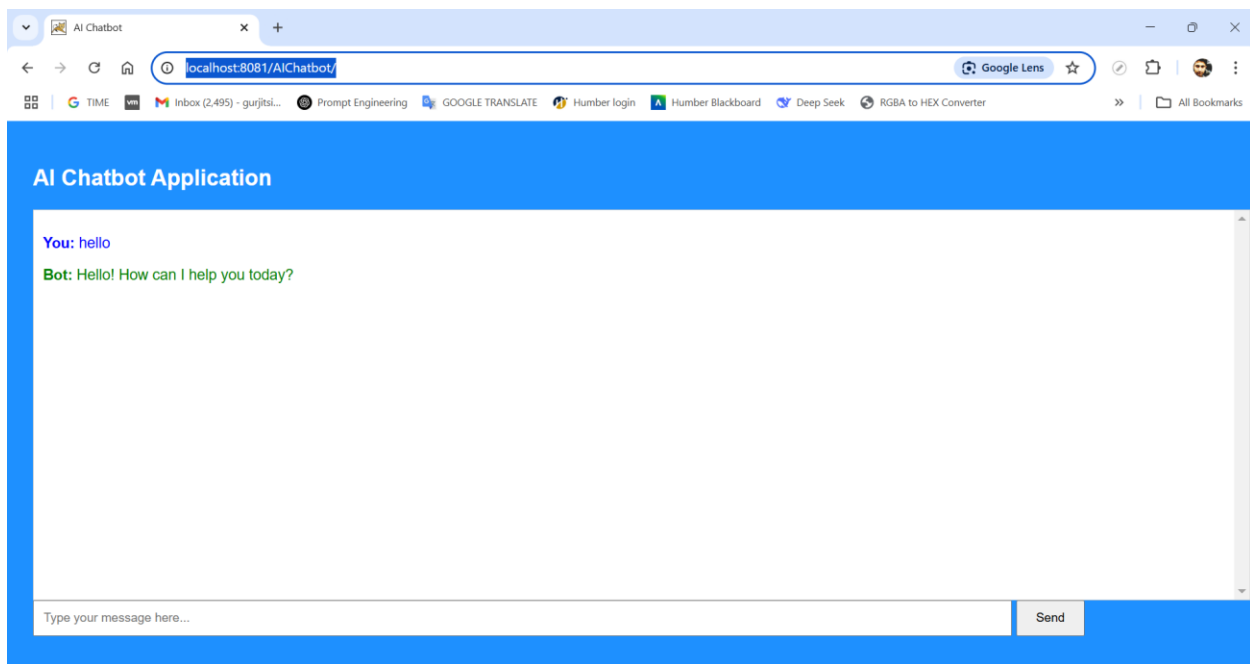 AI Chatbot
localhost:8081/AIChatbot/
Google Lens
G TIME vm Inbox (2,495) - gurjitsi... Prompt Engineering GOOGLE TRANSLATE Humber login Humber Blackboard Deep Seek RGBA to HEX Converter » All Bookmarks
AI Chatbot Application
You: hello
Bot: Hello! How can I help you today?
Type your message here... Send